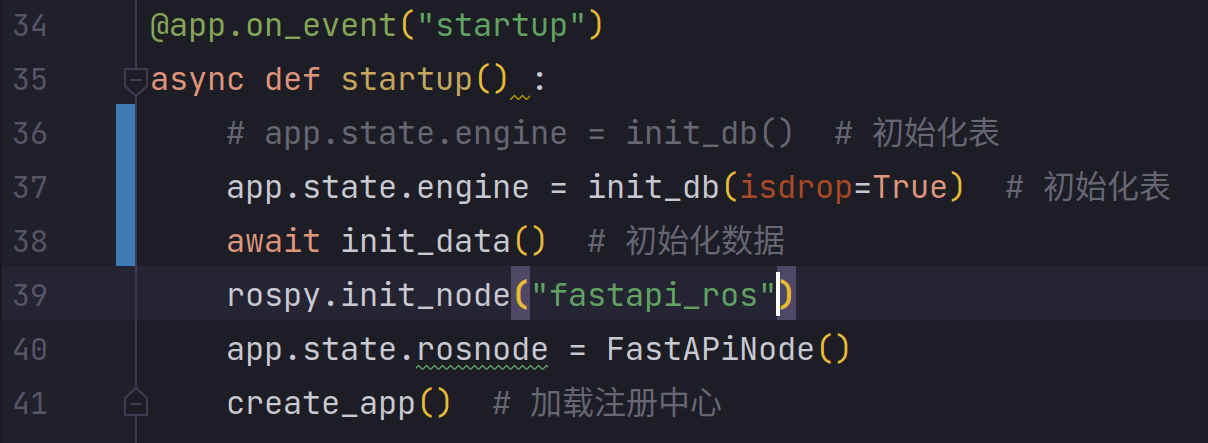 34 @app.on_event("startup")
35 async def startup() :
36 # app.state.engine = init_db()  # 初始化表
37 app.state.engine = init_db(isdrop=True)  # 初始化表
38 await init_data()  # 初始化数据
39 rospy.init_node("fastapi_ros")
40 app.state.rosnode = FastAPiNode()
41 create_app()  # 加载注册中心